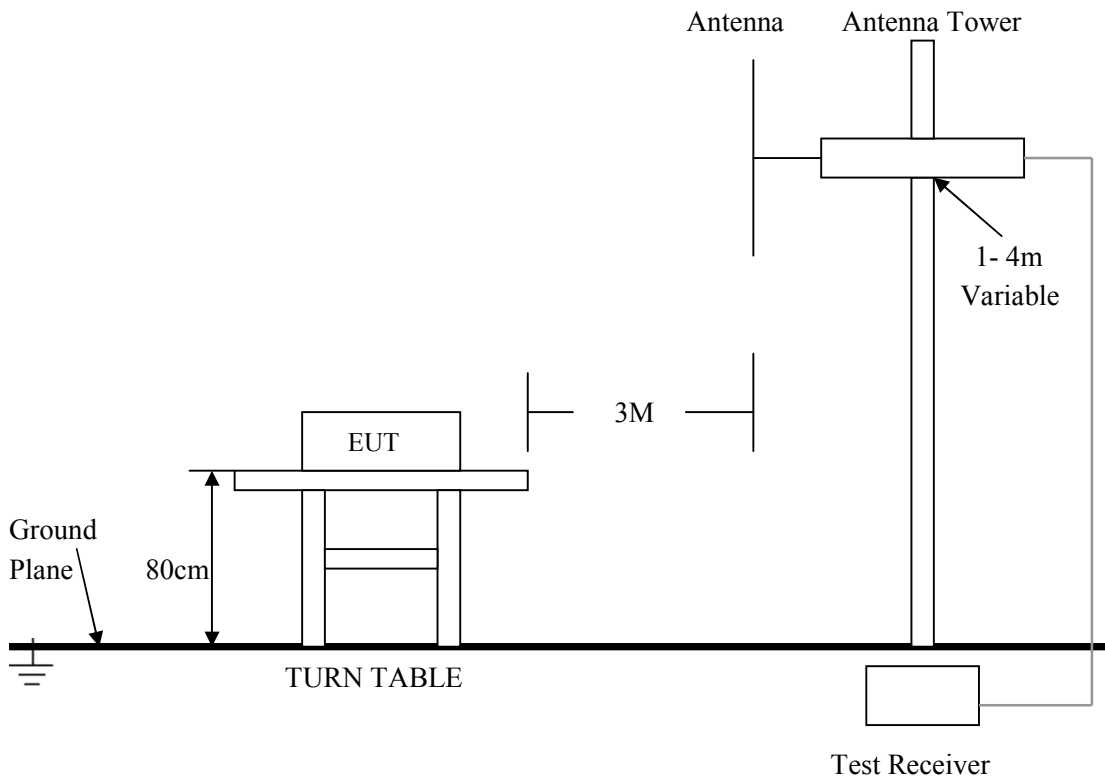 Antenna
Antenna Tower
1- 4m
Variable
3M
EUT
Ground
Plane
80cm
TURN TABLE
Test Receiver